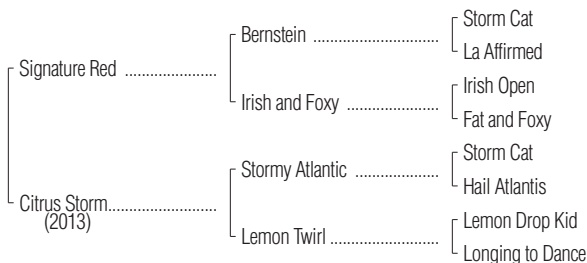 Storm Cat
Bernstein ........................................
La Affirmed
Signature Red ......................
Irish Open
Irish and Foxy .............................
Fat and Foxy
Storm Cat
Stormy Atlantic ..........................
Hail Atlantis
Citrus Storm..........................
(2013)
Lemon Drop Kid
Lemon Twirl ..................................
Longing to Dance